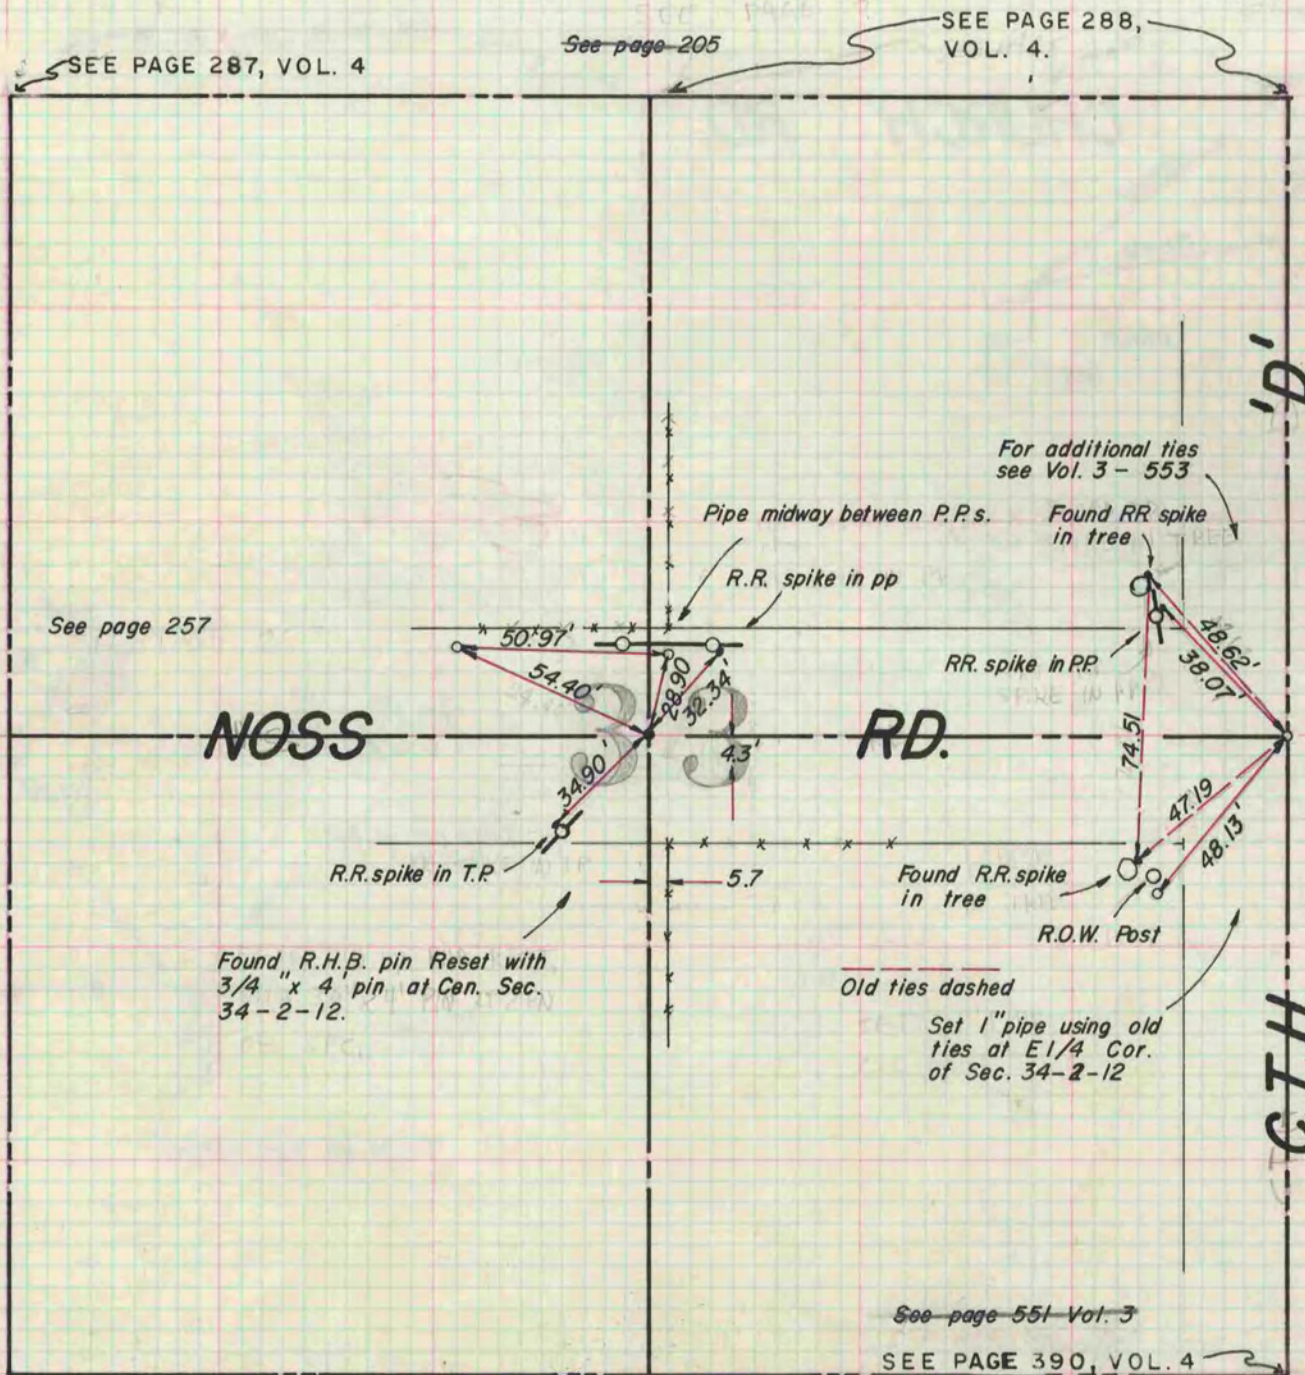 SEE PAGE 287, VOL. 4
See page 205
SEE PAGE 288,
VOL. 4.
'D'
For additional ties
see Vol. 3 - 553
Pipe midway between P.P.s.
Found RR spike
in tree
R.R. spike in pp
See page 257
50.97'
54.40'
28.90
32.34'
48.62'
38.07'
RR. spike in P.P.
33
NOSS RD.
4.3'
74.51
34.90'
47.19
48.13'
R.R. spike in T.P.
5.7
Found R.R. spike
in tree
R.O.W. Post
Found R.H.B. pin Reset with
3/4" x 4' pin at Cen. Sec.
34-2-12.
Old ties dashed
Set 1" pipe using old
ties at E1/4 Cor.
of Sec. 34-2-12
CTH
See page 551 Vol. 3
SEE PAGE 390, VOL. 4